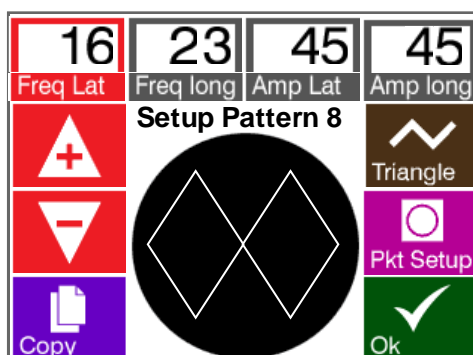 16 23 45 45
Freq Lat Freq long Amp Lat Amp long
Setup Pattern 8
+
Triangle
−
Pkt Setup
Copy
Ok